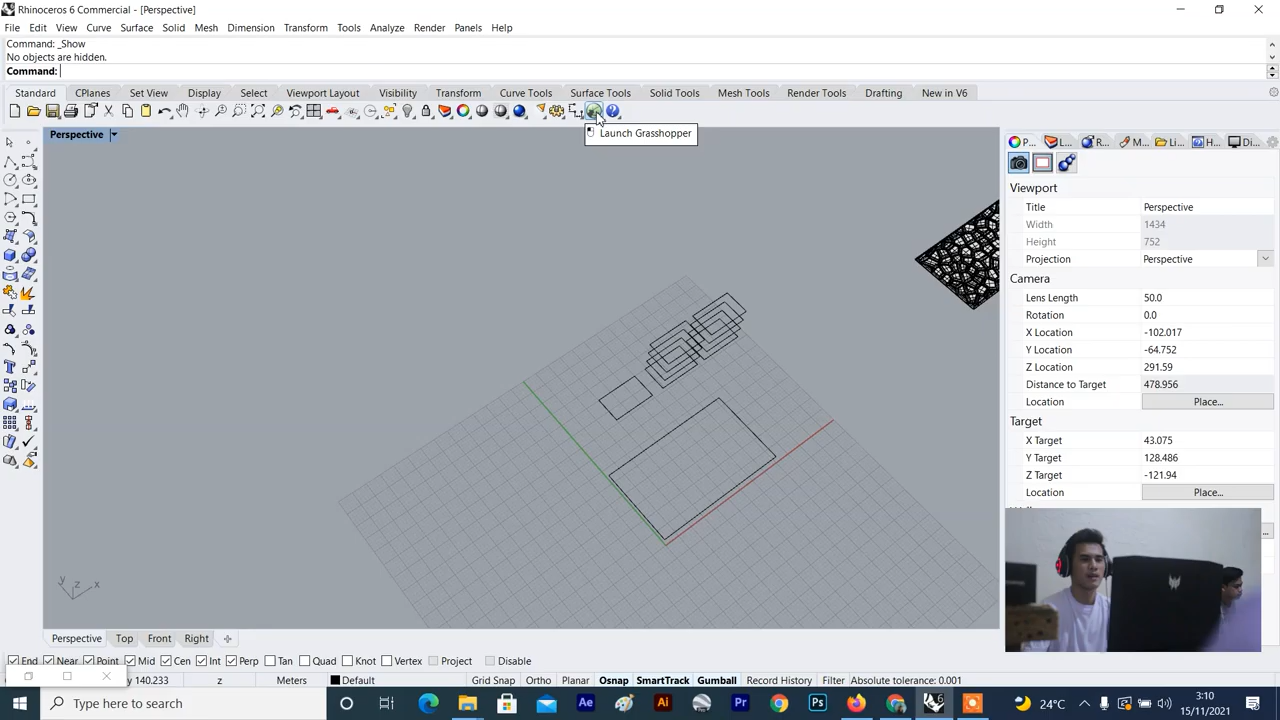 Rhinoceros 6 Commercial - [Perspective]
File Edit View Curve Surface Solid Mesh Dimension Transform Tools Analyze Render Panels Help
Command: _Show
No objects are hidden.
Command:
Standard CPlanes Set View Display Select Viewport Layout Visibility Transform Curve Tools Surface Tools Solid Tools Mesh Tools Render Tools Drafting New in V6
Launch Grasshopper
Perspective
P... L... R... M... Li... H... Di...
Viewport
Title Perspective
Width 1434
Height 752
Projection Perspective
Camera
Lens Length 50.0
Rotation 0.0
X Location -102.017
Y Location -64.752
Z Location 291.59
Distance to Target 478.956
Location Place...
Target
X Target 43.075
Y Target 128.486
Z Target -121.94
Location Place...
y z x
Perspective Top Front Right
End Near Point Mid Cen Int Perp Tan Quad Knot Vertex Project Disable
y 140.233 z Meters Default Grid Snap Ortho Planar Osnap SmartTrack Gumball Record History Filter Absolute tolerance: 0.001
Type here to search
Ae Ai Pr Ps 6
24°C
3:10
15/11/2021